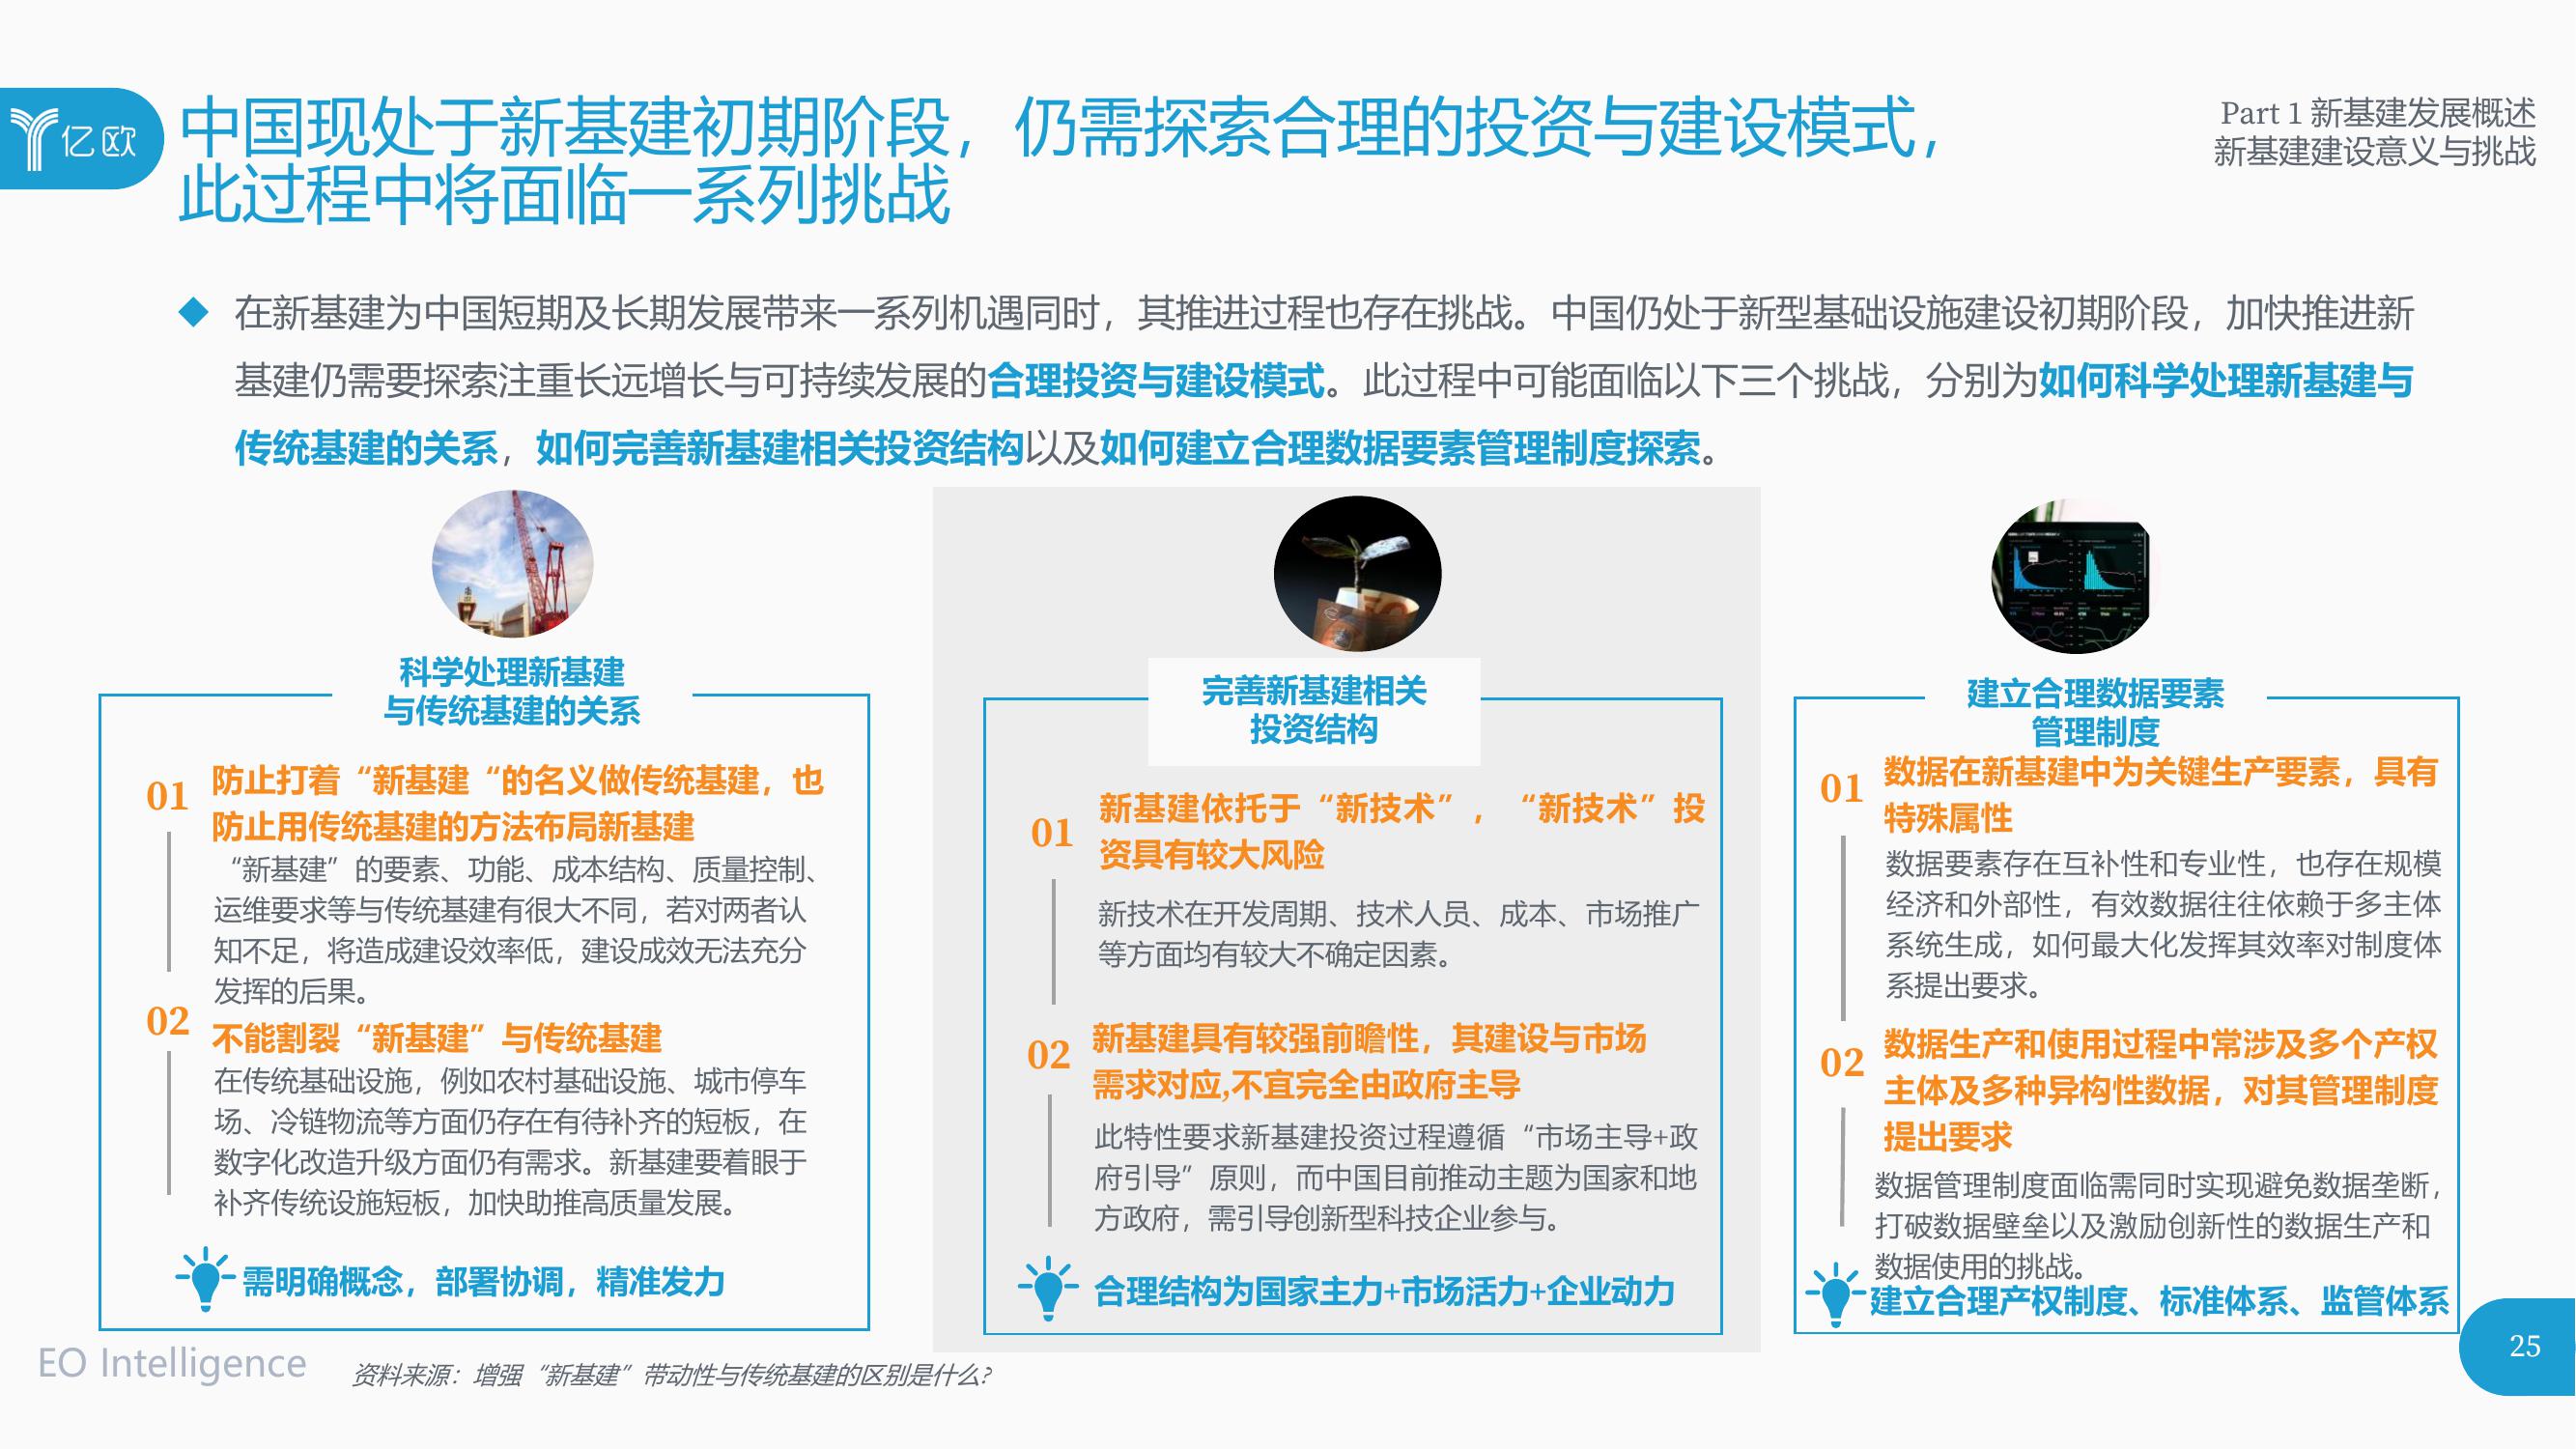 亿欧
中国现处于新基建初期阶段，仍需探索合理的投资与建设模式，
此过程中将面临一系列挑战
Part 1 新基建发展概述
新基建建设意义与挑战
在新基建为中国短期及长期发展带来一系列机遇同时，其推进过程也存在挑战。中国仍处于新型基础设施建设初期阶段，加快推进新
基建仍需要探索注重长远增长与可持续发展的合理投资与建设模式。此过程中可能面临以下三个挑战，分别为如何科学处理新基建与
传统基建的关系，如何完善新基建相关投资结构以及如何建立合理数据要素管理制度探索。
科学处理新基建
与传统基建的关系
01
防止打着“新基建“的名义做传统基建，也
防止用传统基建的方法布局新基建
“新基建”的要素、功能、成本结构、质量控制、
运维要求等与传统基建有很大不同，若对两者认
知不足，将造成建设效率低，建设成效无法充分
发挥的后果。
02
不能割裂“新基建”与传统基建
在传统基础设施，例如农村基础设施、城市停车
场、冷链物流等方面仍存在有待补齐的短板，在
数字化改造升级方面仍有需求。新基建要着眼于
补齐传统设施短板，加快助推高质量发展。
需明确概念，部署协调，精准发力
完善新基建相关
投资结构
01
新基建依托于“新技术”，“新技术”投
资具有较大风险
新技术在开发周期、技术人员、成本、市场推广
等方面均有较大不确定因素。
02
新基建具有较强前瞻性，其建设与市场
需求对应,不宜完全由政府主导
此特性要求新基建投资过程遵循“市场主导+政
府引导”原则，而中国目前推动主题为国家和地
方政府，需引导创新型科技企业参与。
合理结构为国家主力+市场活力+企业动力
建立合理数据要素
管理制度
01
数据在新基建中为关键生产要素，具有
特殊属性
数据要素存在互补性和专业性，也存在规模
经济和外部性，有效数据往往依赖于多主体
系统生成，如何最大化发挥其效率对制度体
系提出要求。
02
数据生产和使用过程中常涉及多个产权
主体及多种异构性数据，对其管理制度
提出要求
数据管理制度面临需同时实现避免数据垄断，
打破数据壁垒以及激励创新性的数据生产和
数据使用的挑战。
建立合理产权制度、标准体系、监管体系
EO Intelligence
资料来源：增强“新基建”带动性与传统基建的区别是什么?
25